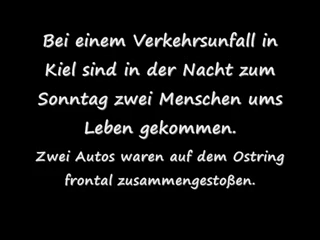 Bei einem Verkehrsunfall in
Kiel sind in der Nacht zum
Sonntag zwei Menschen ums
Leben gekommen.
Zwei Autos waren auf dem Ostring
frontal zusammengestoßen.